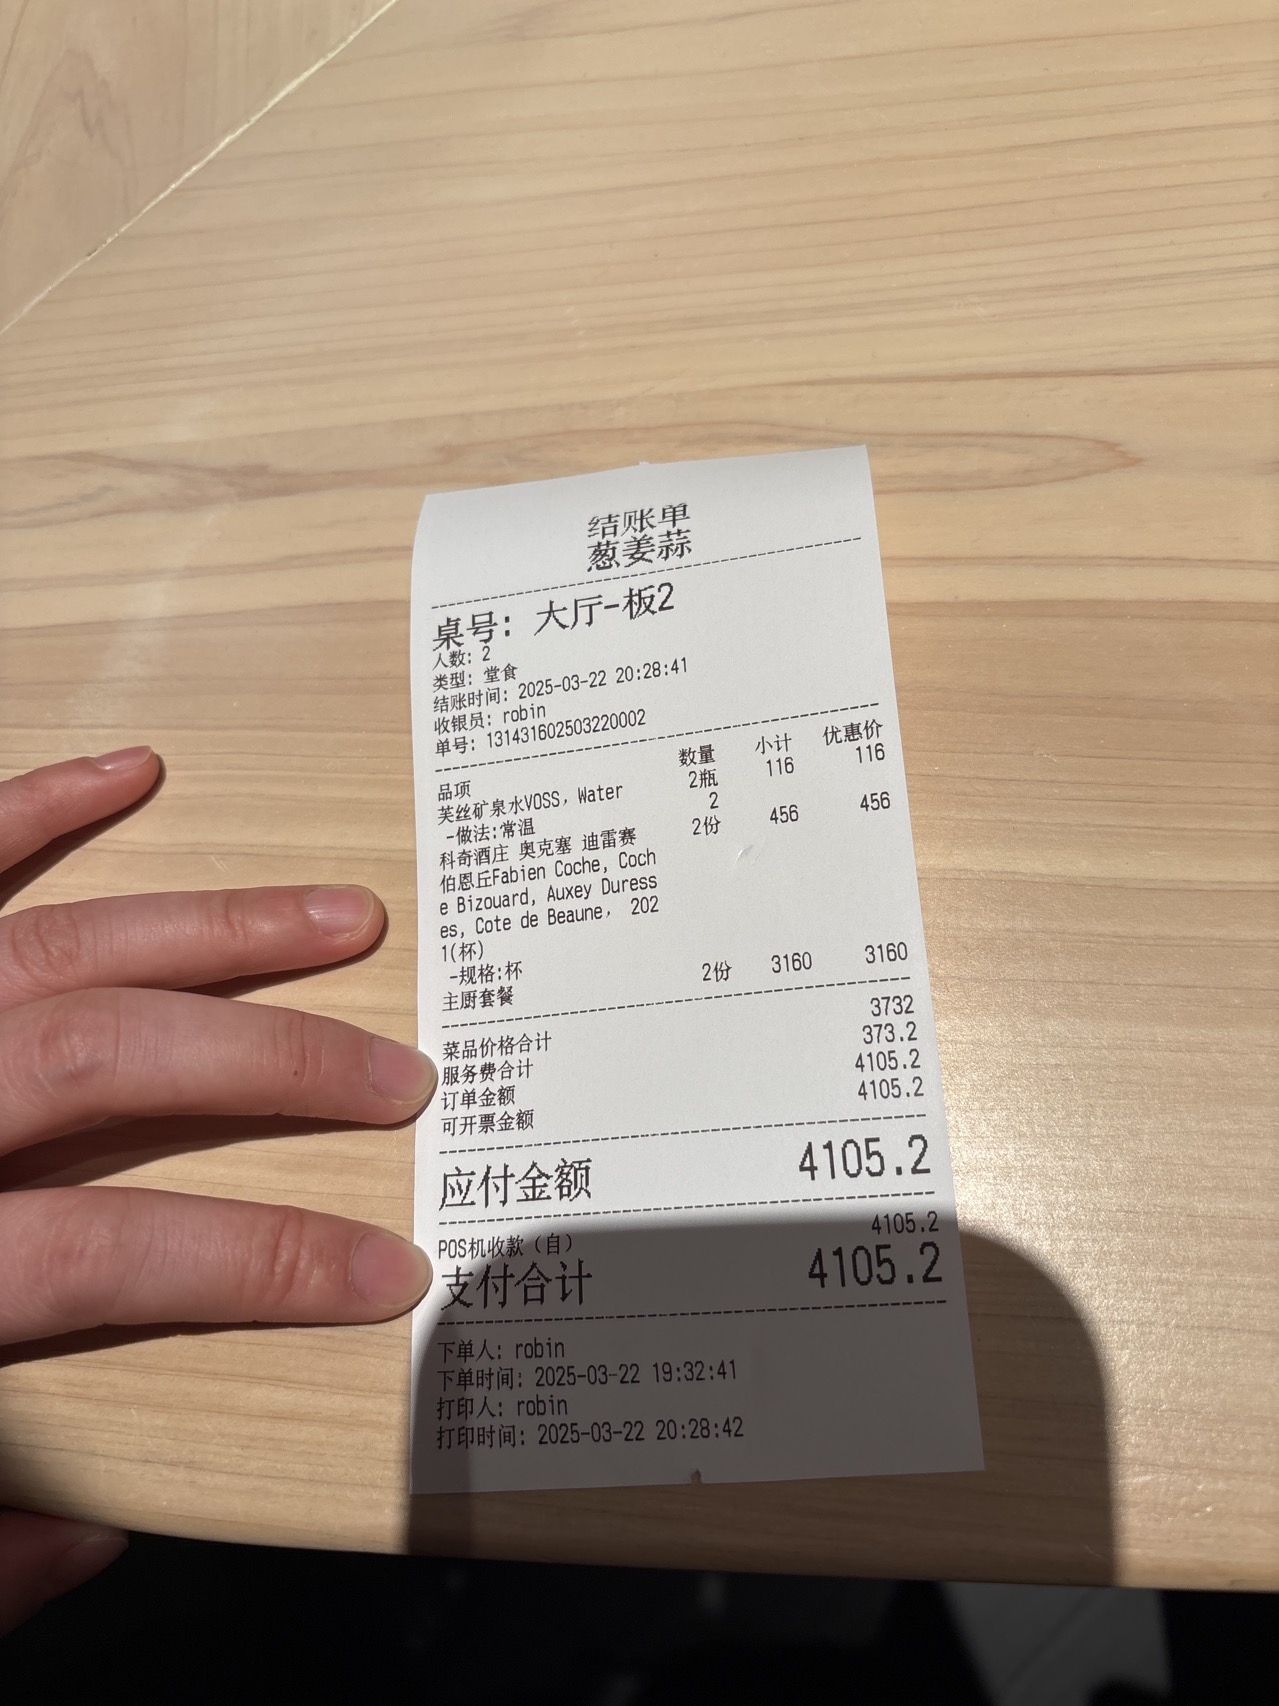 结账单
葱姜蒜
桌号: 大厅-板2
人数: 2
类型: 堂食
结账时间: 2025-03-22 20:28:41
收银员: robin
单号: 131431602503220002
品项 数量 小计 优惠价
芙丝矿泉水VOSS，Water 2瓶 116 116
-做法:常温 2
科奇酒庄 奥克塞 迪雷赛 2份 456 456
伯恩丘Fabien Coche, Coch
e Bizouard, Auxey Duress
es, Cote de Beaune， 202
1(杯)
-规格:杯
主厨套餐 2份 3160 3160
菜品价格合计 3732
服务费合计 373.2
订单金额 4105.2
可开票金额 4105.2
应付金额 4105.2
POS机收款（自） 4105.2
支付合计 4105.2
下单人: robin
下单时间: 2025-03-22 19:32:41
打印人: robin
打印时间: 2025-03-22 20:28:42